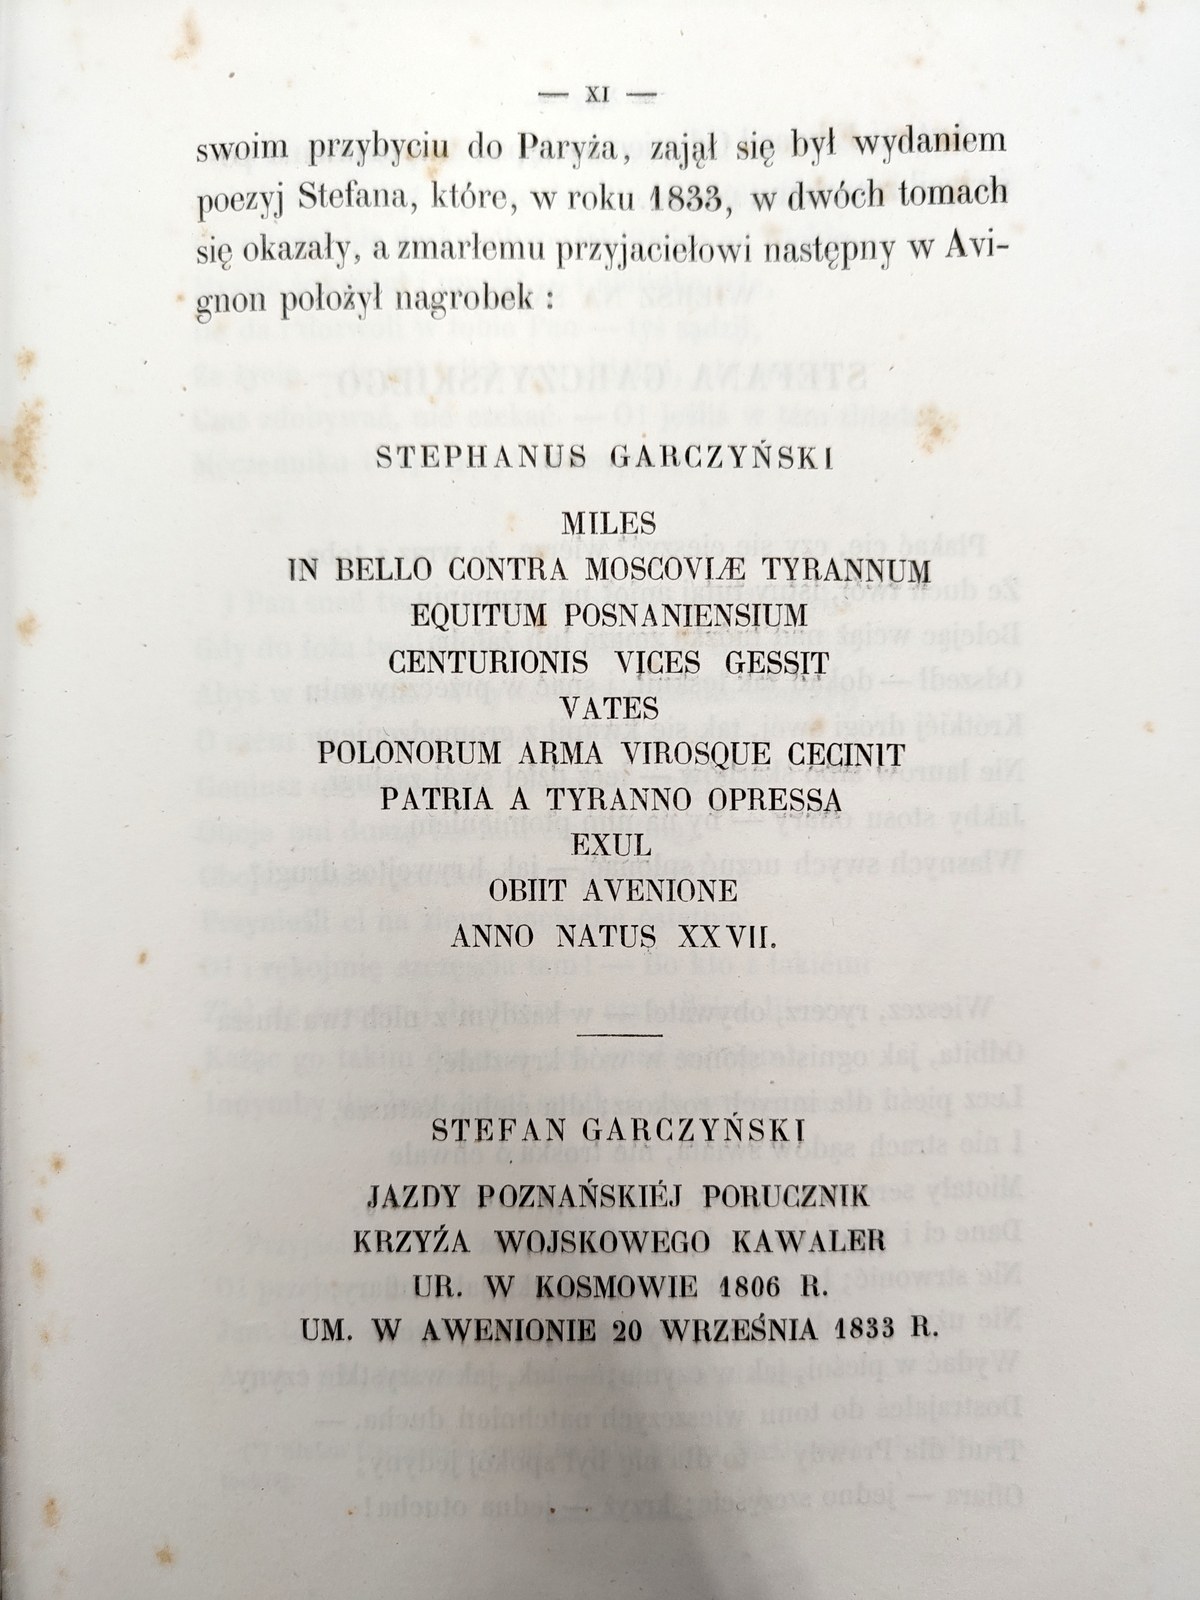 — XI —
swoim przybyciu do Paryża, zajął się był wydaniem
poezyj Stefana, które, w roku 1833, w dwóch tomach
się okazały, a zmarłemu przyjacielowi następny w Avi-
gnon położył nagrobek :
STEPHANUS GARCZYŃSKI
MILES
IN BELLO CONTRA MOSCOVIÆ TYRANNUM
EQUITUM POSNANIENSIUM
CENTURIONIS VICES GESSIT
VATES
POLONORUM ARMA VIROSQUE CECINIT
PATRIA A TYRANNO OPRESSA
EXUL
OBIIT AVENIONE
ANNO NATUS XXVII.
STEFAN GARCZYŃSKI
JAZDY POZNAŃSKIÉJ PORUCZNIK
KRZYŹA WOJSKOWEGO KAWALER
UR. W KOSMOWIE 1806 R.
UM. W AWENIONIE 20 WRZEŚNIA 1833 R.